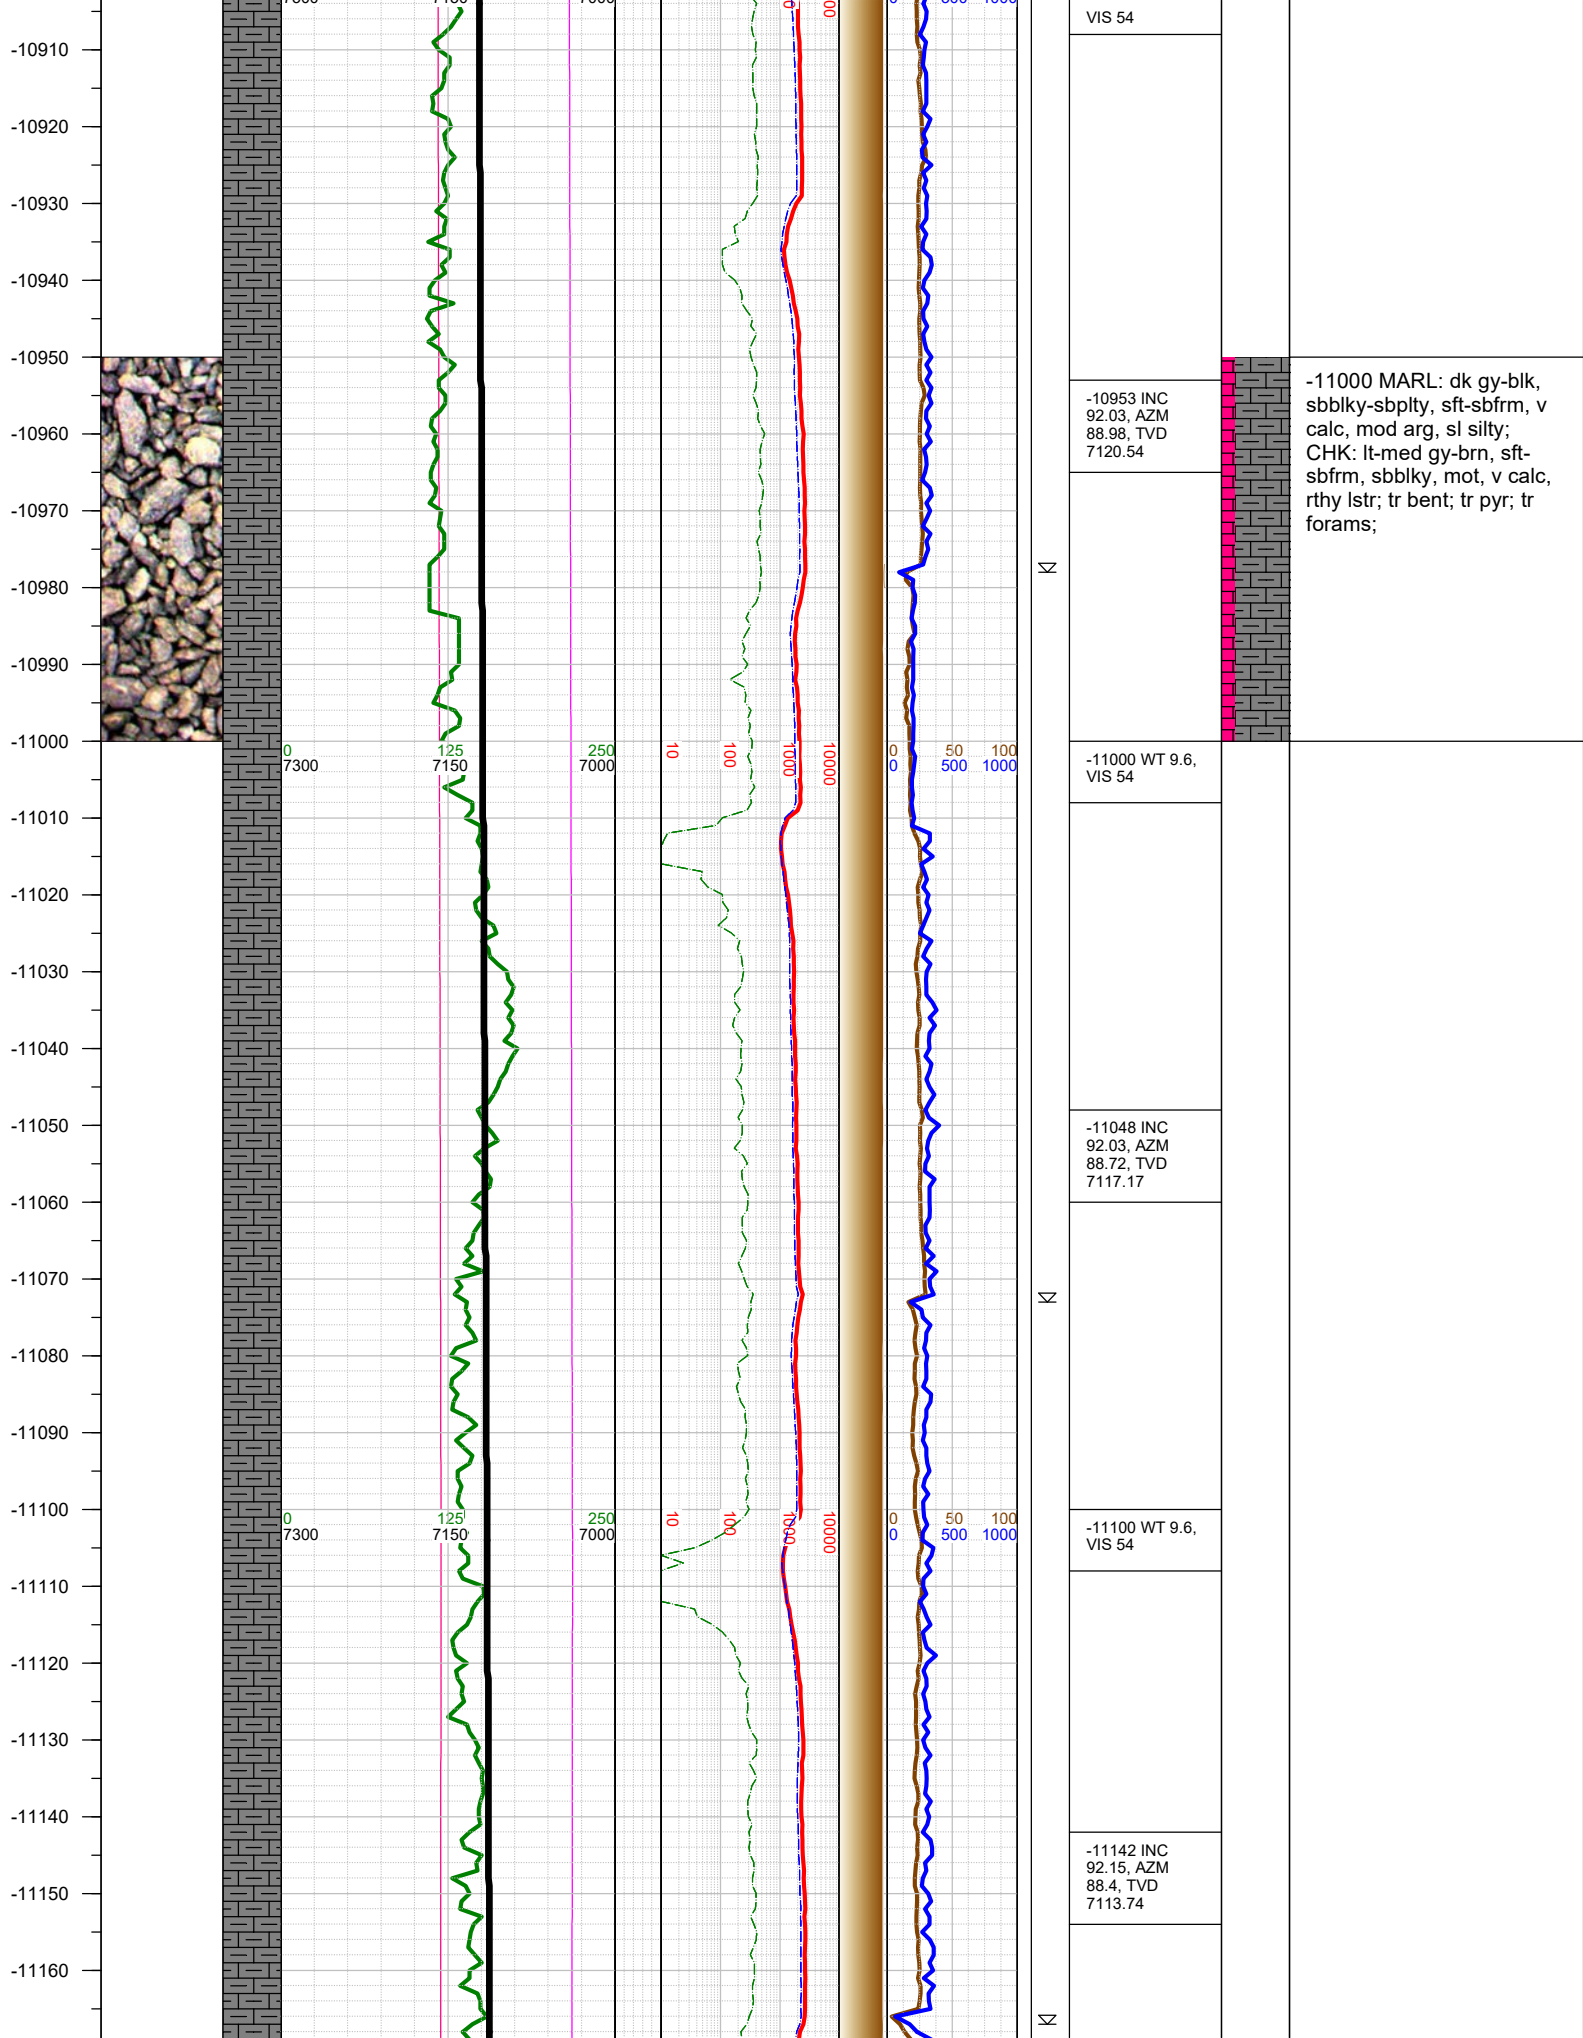 VIS 54
-10910
-10920
-10930
-10940
-10950
-11000 MARL: dk gy-blk,
sbblky-sbplty, sft-sbfrm, v
calc, mod arg, sl silty;
CHK: lt-med gy-brn, sft-
sbfrm, sbblky, mot, v calc,
rthy lstr; tr bent; tr pyr; tr
forams;
-10953 INC
92.03, AZM
88.98, TVD
7120.54
-10960
-10970
-10980
-10990
-11000
0 125 250 10 100 1000 10000 0 50 100
7300 7150 7000 0 500 1000
-11000 WT 9.6,
VIS 54
-11010
-11020
-11030
-11040
-11050
-11048 INC
92.03, AZM
88.72, TVD
7117.17
-11060
-11070
-11080
-11090
-11100
0 125 250 10 100 1000 10000 0 50 100
7300 7150 7000 0 500 1000
-11100 WT 9.6,
VIS 54
-11110
-11120
-11130
-11140
-11142 INC
92.15, AZM
88.4, TVD
7113.74
-11150
-11160